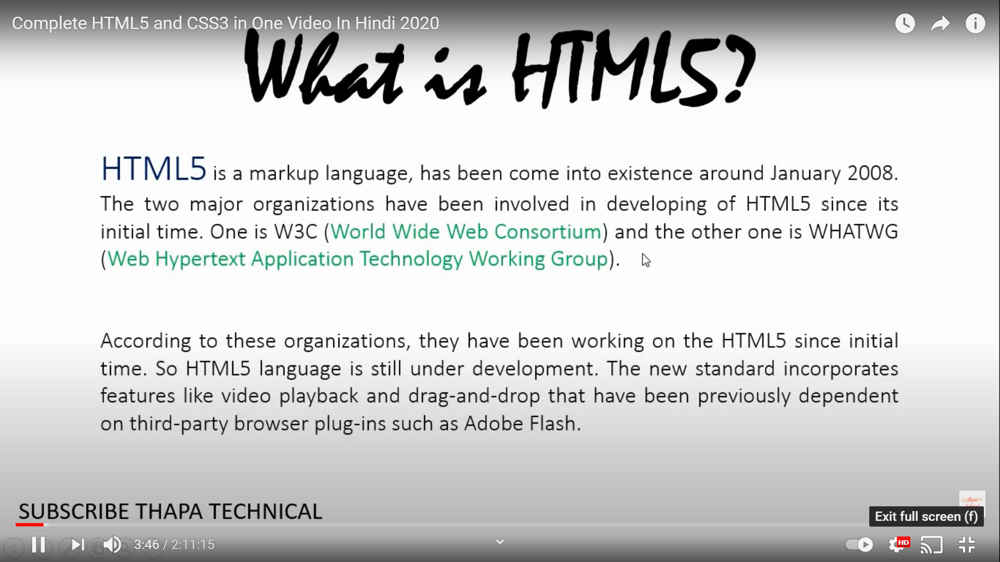 Complete HTML5 and CSS3 in One Video In Hindi 2020
What is HTML5?
HTML5 is a markup language, has been come into existence around January 2008.
The two major organizations have been involved in developing of HTML5 since its
initial time. One is W3C (World Wide Web Consortium) and the other one is WHATWG
(Web Hypertext Application Technology Working Group).
According to these organizations, they have been working on the HTML5 since initial
time. So HTML5 language is still under development. The new standard incorporates
features like video playback and drag-and-drop that have been previously dependent
on third-party browser plug-ins such as Adobe Flash.
SUBSCRIBE THAPA TECHNICAL
Exit full screen (f)
3:46 / 2:11:15
HD